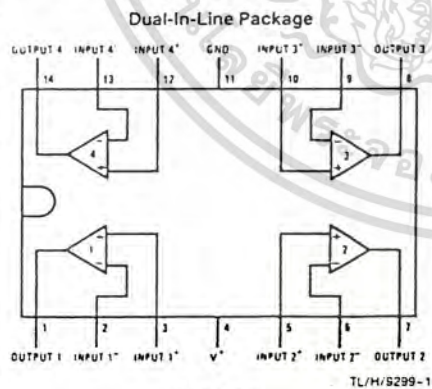 Dual-In-Line Package
OUTPUT 4 INPUT 4⁻ INPUT 4⁺ GND INPUT 3⁺ INPUT 3⁻ OUTPUT 3
14 13 12 11 10 9 8
- + 4
- + 3
+ - 1
+ - 2
1 2 3 4 5 6 7
OUTPUT 1 INPUT 1⁻ INPUT 1⁺ V⁺ INPUT 2⁺ INPUT 2⁻ OUTPUT 2
TL/H/9299-1